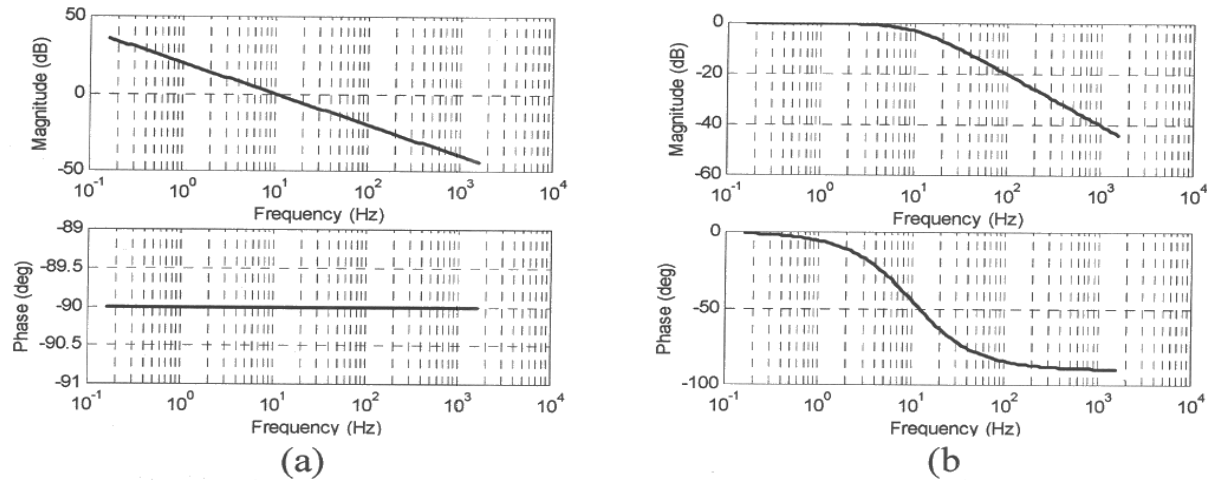 50
0
-50
Magnitude (dB)
10-1 100 101 102 103 104
Frequency (Hz)
-89
-89.5
-90
-90.5
-91
Phase (deg)
10-1 100 101 102 103 104
Frequency (Hz)
(a)
0
-20
-40
-60
Magnitude (dB)
10-1 100 101 102 103 104
Frequency (Hz)
0
-50
-100
Phase (deg)
10-1 100 101 102 103 104
Frequency (Hz)
(b